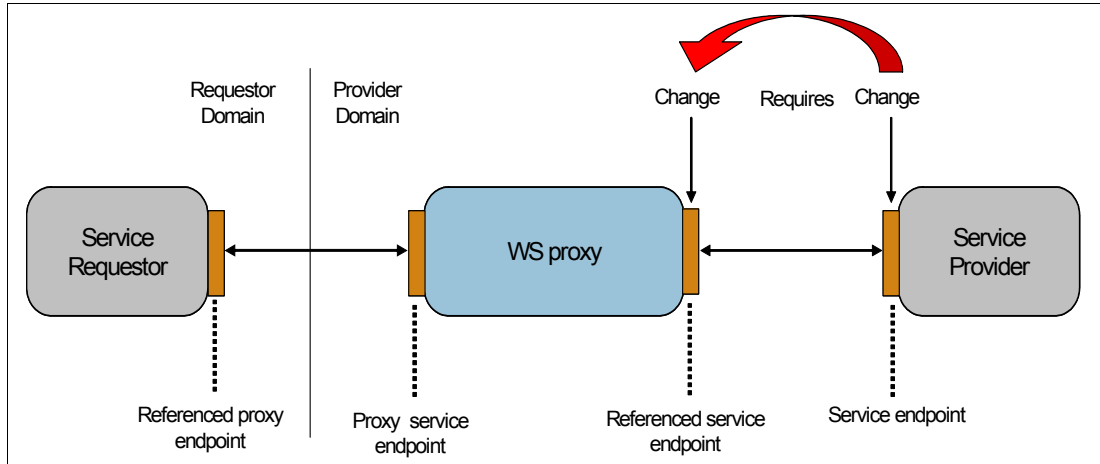 Requestor
Domain
Provider
Domain
Change
Requires
Change
Service
Requestor
WS proxy
Service
Provider
Referenced proxy
endpoint
Proxy service
endpoint
Referenced service
endpoint
Service endpoint